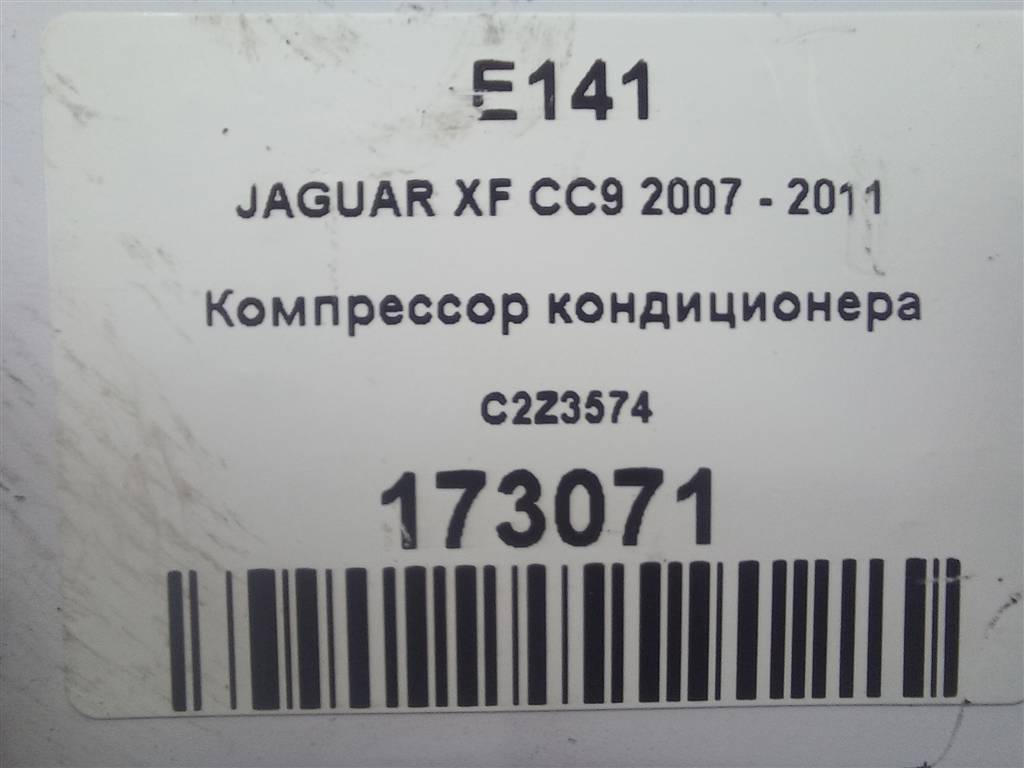 E141
JAGUAR XF CC9 2007 - 2011
Компрессор кондиционера
C2Z3574
173071